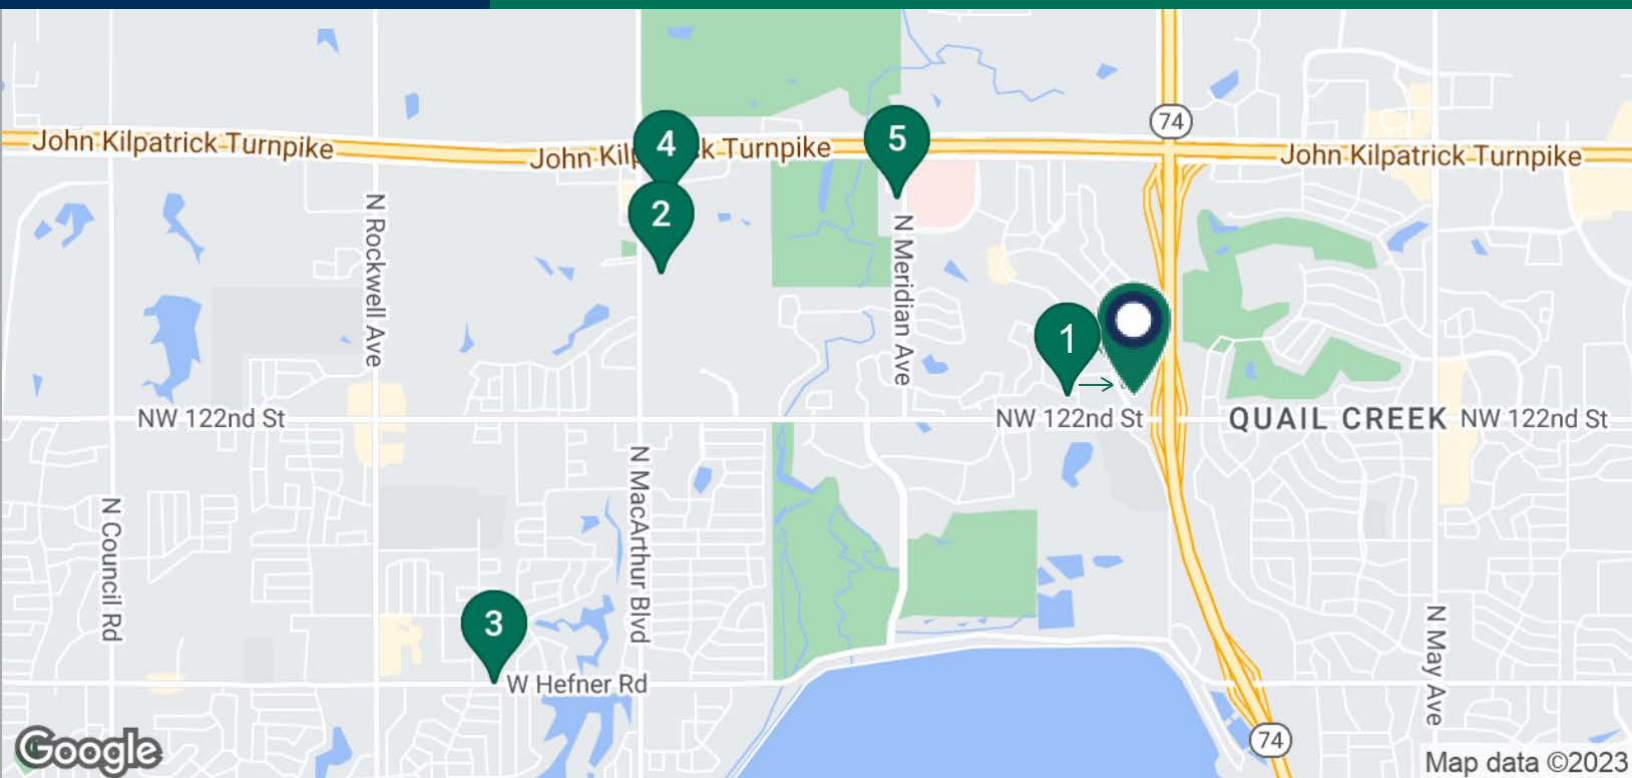 74
John Kilpatrick Turnpike
4
John Kilp k Turnpike
5
John Kilpatrick Turnpike
N Rockwell Ave
2
N Meridian Ave
1
NW 122nd St
NW 122nd St
QUAIL CREEK
NW 122nd St
N Council Rd
N MacArthur Blvd
3
W Hefner Rd
N May Ave
74
Google
Map data ©2023